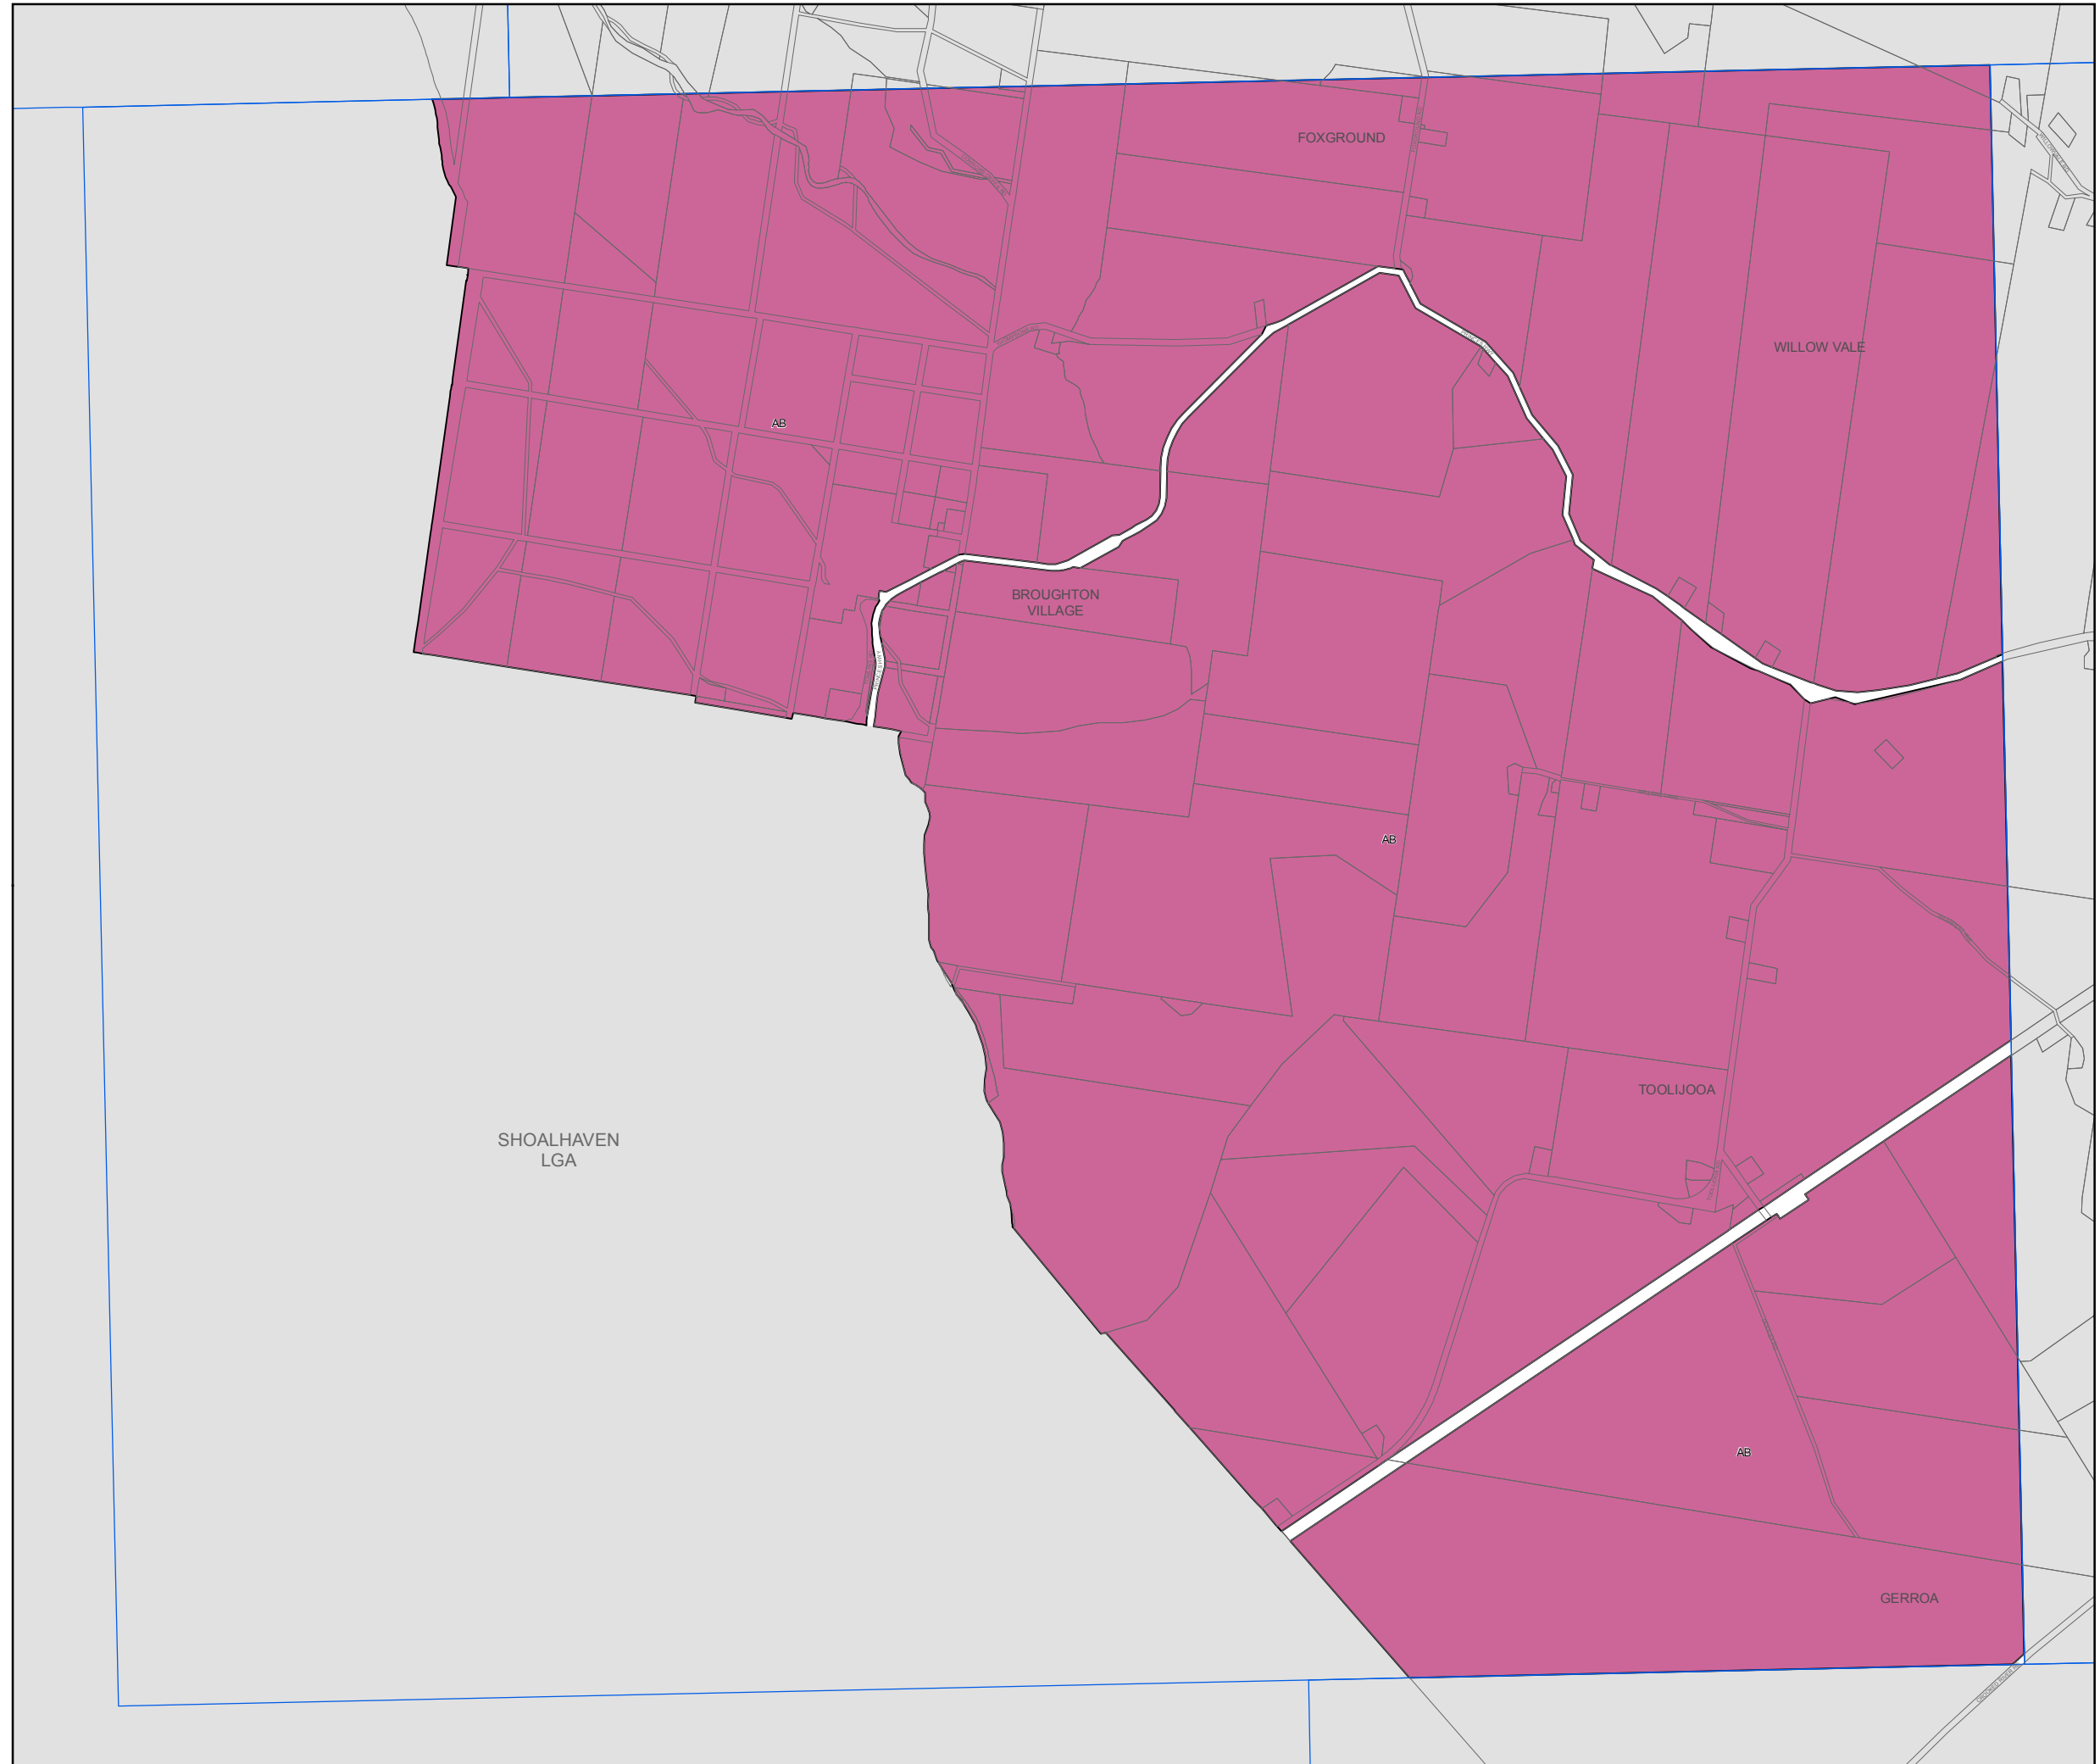 FOXGROUND
WILLOW VALE
AB
BROUGHTON
VILLAGE
AB
TOOLIJOOA
SHOALHAVEN
LGA
AB
GERROA